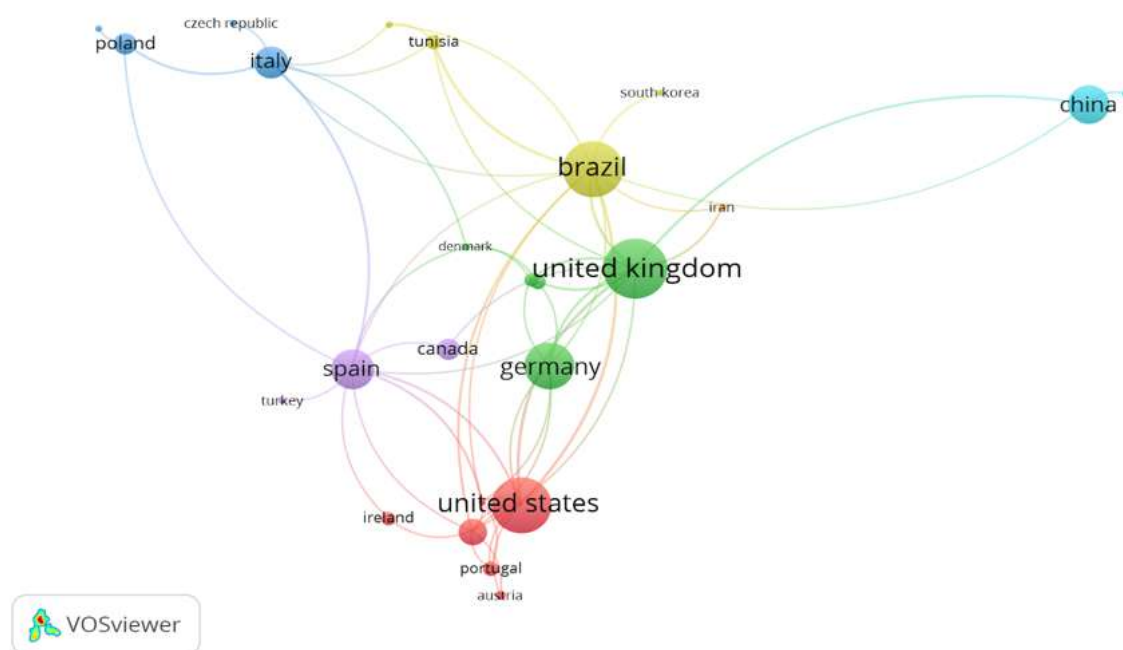 czech republic
poland
tunisia
italy
south korea
china
brazil
iran
denmark
united kingdom
canada
germany
spain
turkey
united states
ireland
portugal
austria
VOSviewer